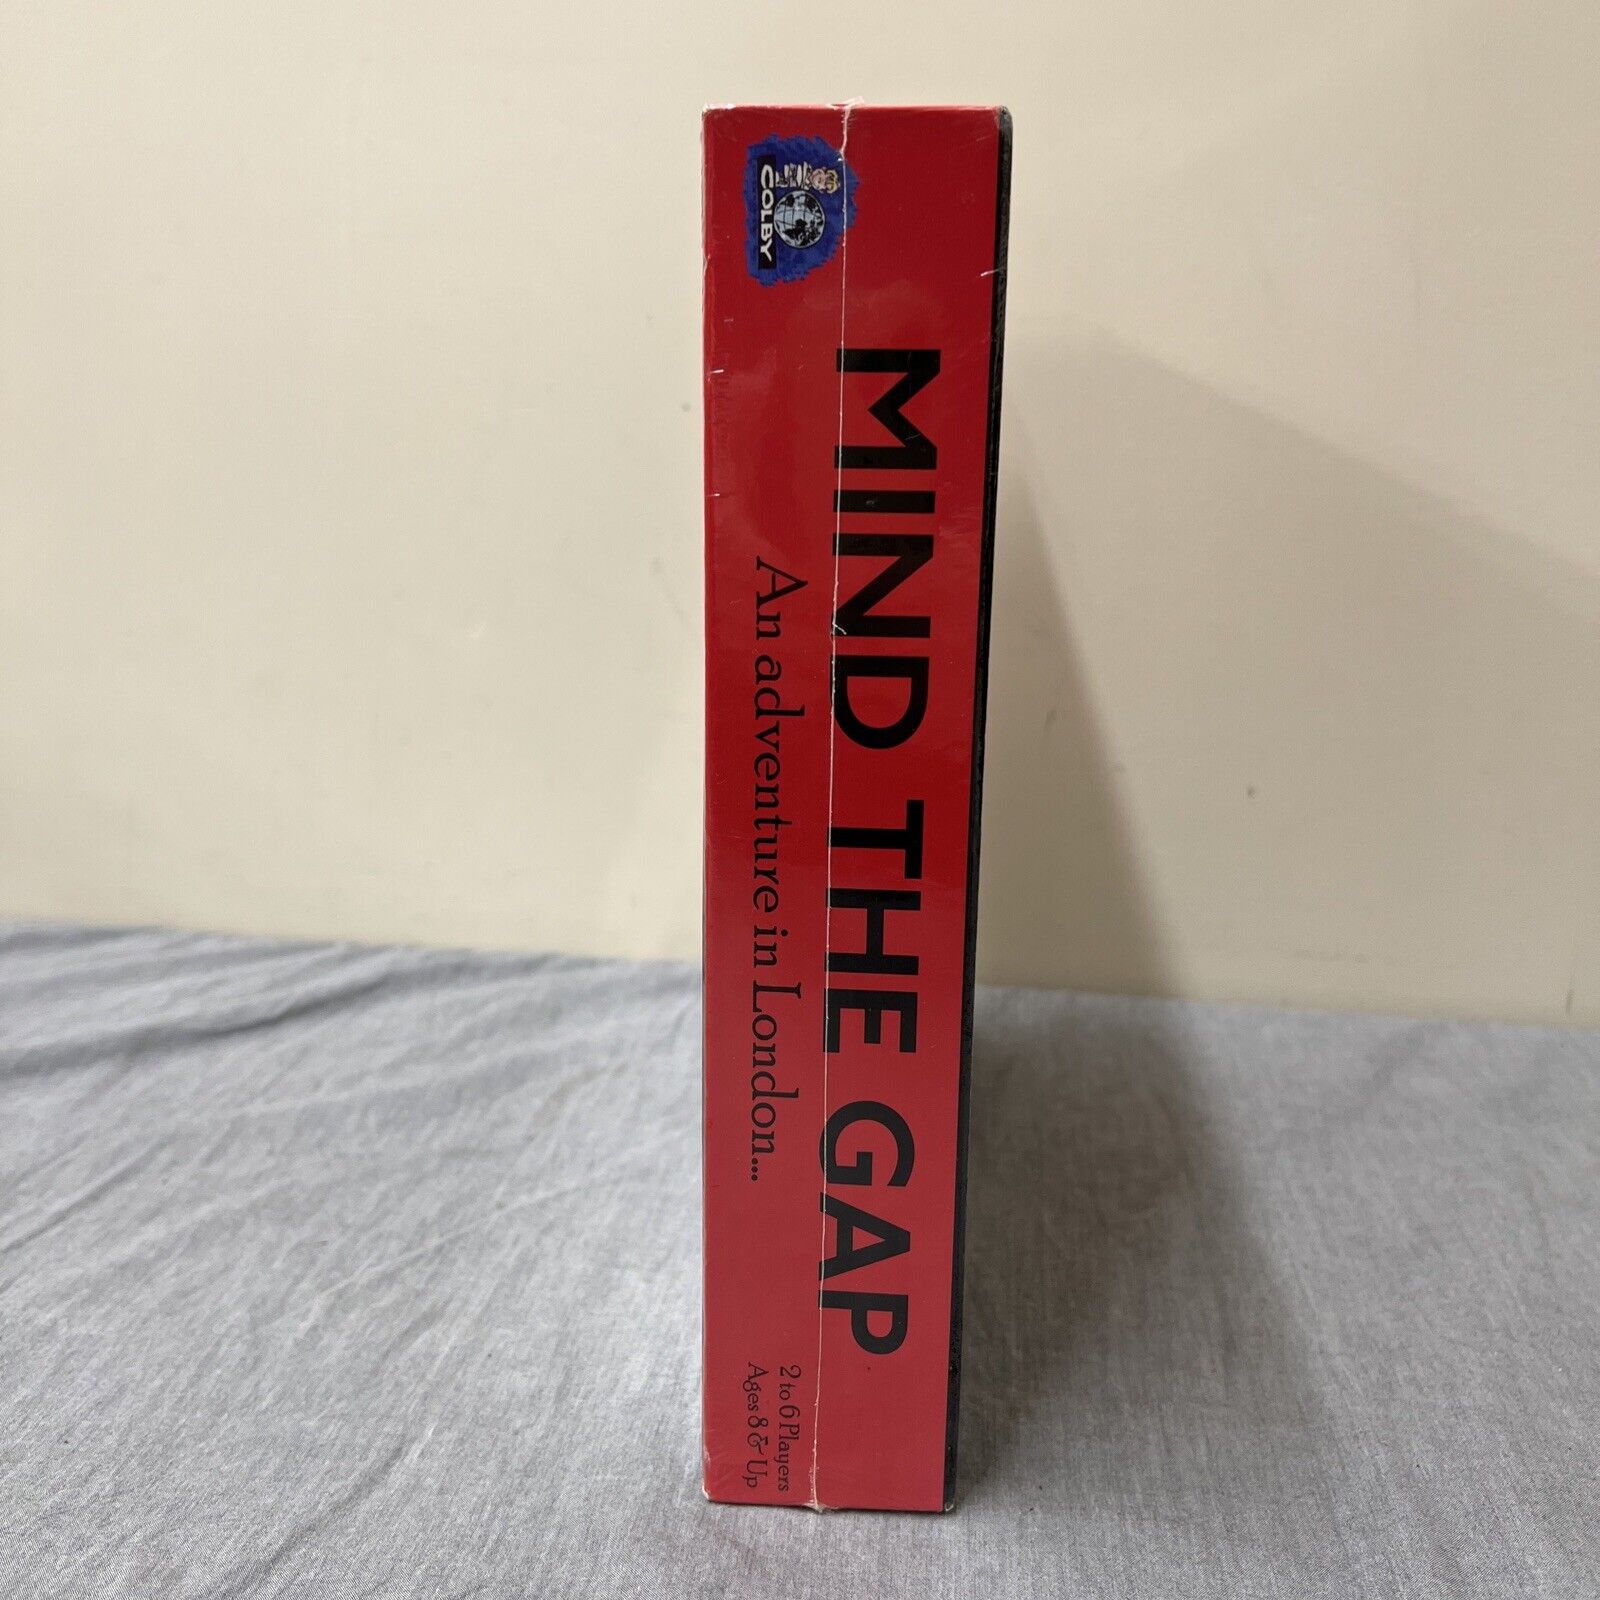 COLBY
MIND THE GAP
An adventure in London...
2 to 6 Players
Ages 8 & Up